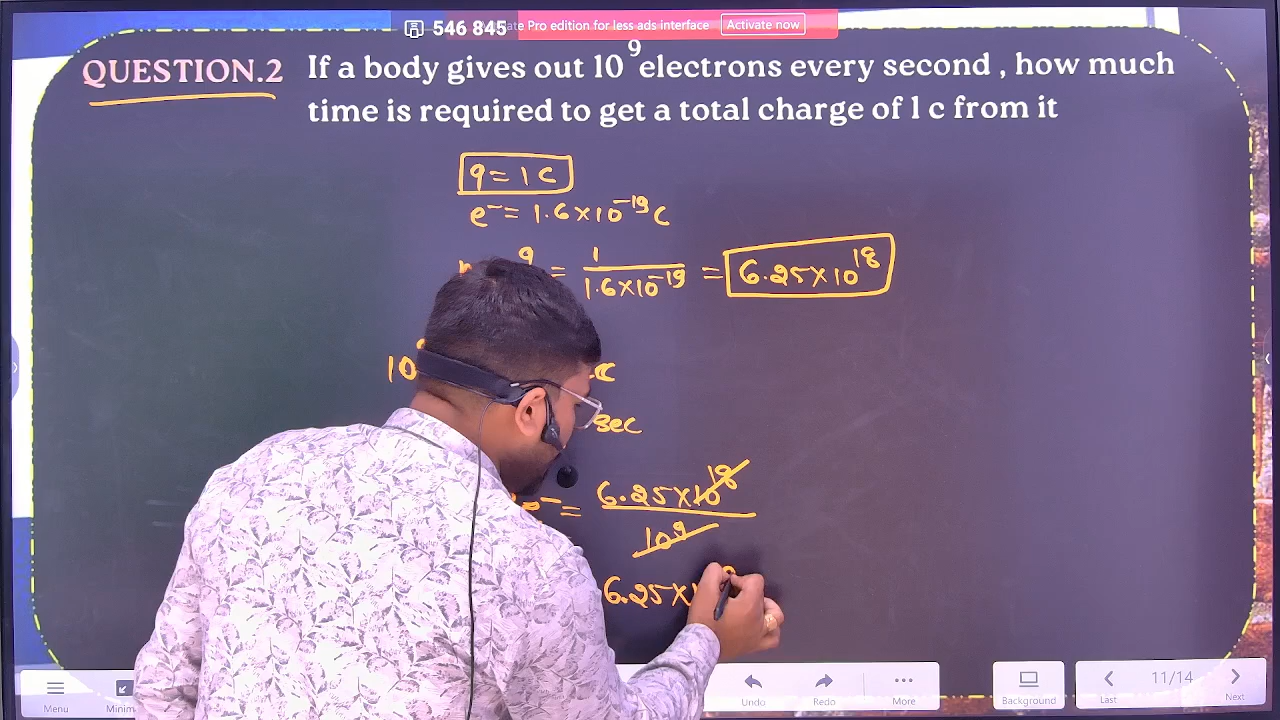 546 845
ate Pro edition for less ads interface Activate now
QUESTION.2 If a body gives out 10⁹ electrons every second , how much
time is required to get a total charge of 1 c from it
q = 1 C
e⁻ = 1.6×10⁻¹⁹ C
q/ = 1/1.6×10⁻¹⁹ = 6.25×10¹⁸
10
sec
= 6.25×10¹⁸/10⁹
6.25×
Menu Minim Undo Redo More Background Last 11/14 Next